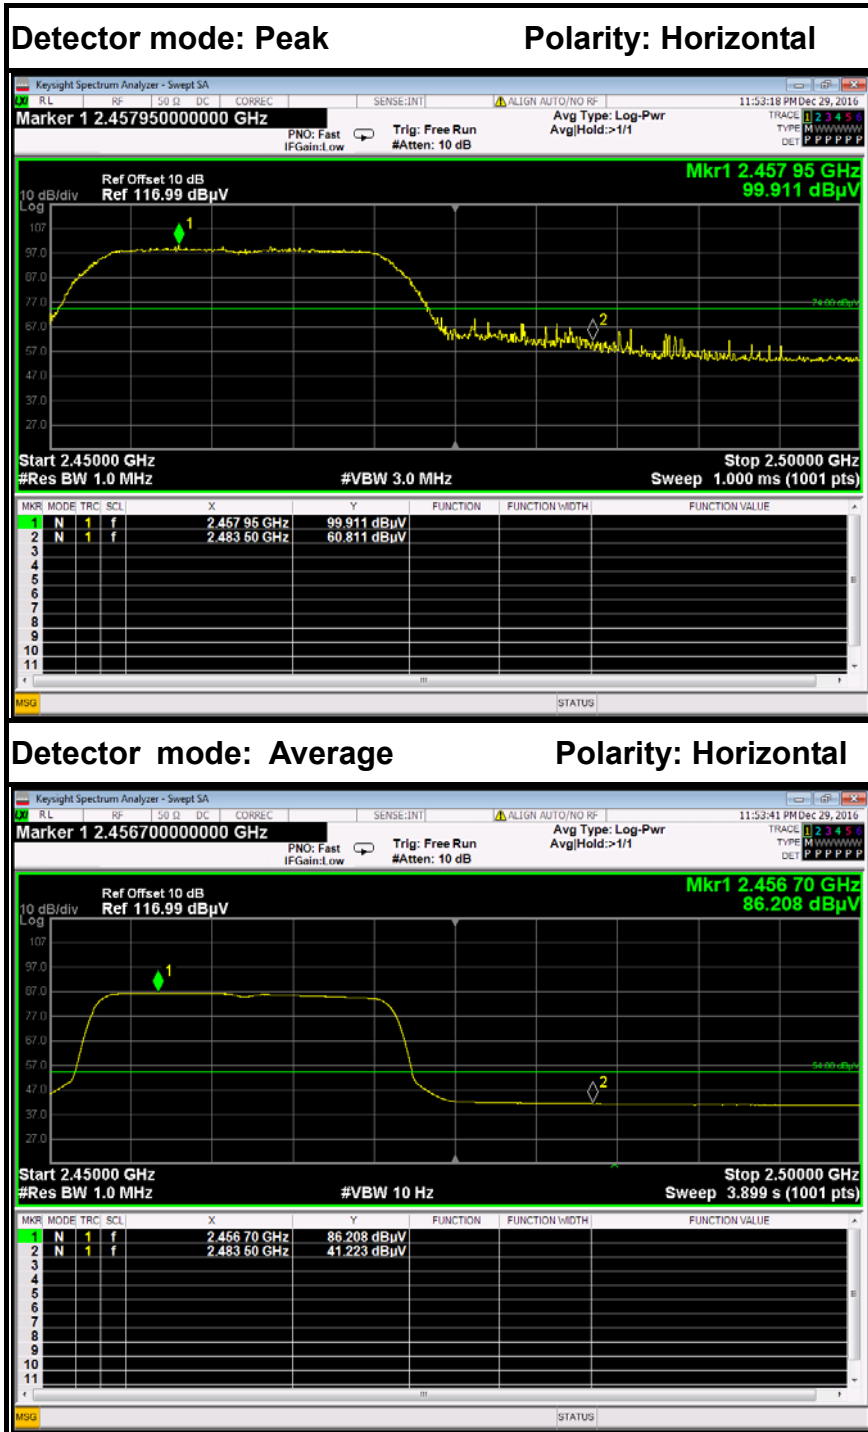 Detector mode: Peak Polarity: Horizontal
Keysight Spectrum Analyzer - Swept SA
RL RF 50 Ω DC CORREC SENSE:INT ALIGN AUTO/NO RF 11:53:18 PM Dec 29, 2016
Marker 1 2.457950000000 GHz
PNO: Fast
IFGain:Low
Trig: Free Run
#Atten: 10 dB
Avg Type: Log-Pwr
Avg|Hold:>1/1
TRACE 1 2 3 4 5 6
TYPE M WWWWW
DET P P P P P P
Mkr1 2.457 95 GHz
99.911 dBµV
Ref Offset 10 dB
10 dB/div Ref 116.99 dBµV
Log
107
1
97.0
87.0
77.0
74.00 dBµV
67.0
2
57.0
47.0
37.0
27.0
Start 2.45000 GHz Stop 2.50000 GHz
#Res BW 1.0 MHz #VBW 3.0 MHz Sweep 1.000 ms (1001 pts)
MKR MODE TRC SCL X Y FUNCTION FUNCTION WIDTH FUNCTION VALUE
1 N 1 f 2.457 95 GHz 99.911 dBµV
2 N 1 f 2.483 50 GHz 60.811 dBµV
3
4
5
6
7
8
9
10
11
MSG STATUS
Detector mode: Average Polarity: Horizontal
Keysight Spectrum Analyzer - Swept SA
RL RF 50 Ω DC CORREC SENSE:INT ALIGN AUTO/NO RF 11:53:41 PM Dec 29, 2016
Marker 1 2.456700000000 GHz
PNO: Fast
IFGain:Low
Trig: Free Run
#Atten: 10 dB
Avg Type: Log-Pwr
Avg|Hold:>1/1
TRACE 1 2 3 4 5 6
TYPE M WWWWW
DET P P P P P P
Mkr1 2.456 70 GHz
86.208 dBµV
Ref Offset 10 dB
10 dB/div Ref 116.99 dBµV
Log
107
97.0
1
87.0
77.0
67.0
57.0
54.00 dBµV
47.0
2
37.0
27.0
Start 2.45000 GHz Stop 2.50000 GHz
#Res BW 1.0 MHz #VBW 10 Hz Sweep 3.899 s (1001 pts)
MKR MODE TRC SCL X Y FUNCTION FUNCTION WIDTH FUNCTION VALUE
1 N 1 f 2.456 70 GHz 86.208 dBµV
2 N 1 f 2.483 50 GHz 41.223 dBµV
3
4
5
6
7
8
9
10
11
MSG STATUS